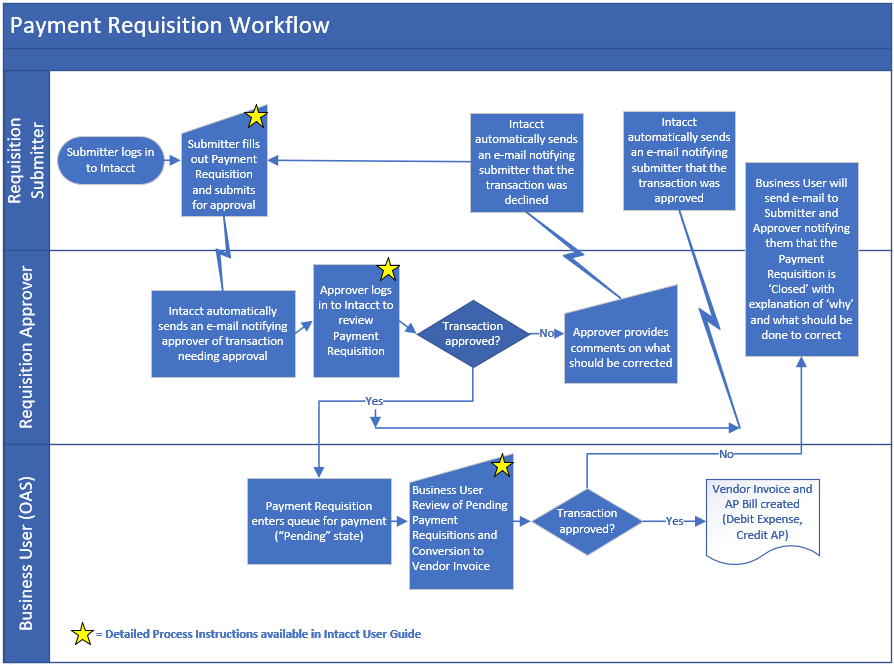 Payment Requisition Workflow
Requisition
Submitter
Submitter logs in
to Intacct
Submitter fills
out Payment
Requisition
and submits
for approval
Intacct
automatically sends
an e-mail notifying
submitter that the
transaction was
declined
Intacct
automatically sends
an e-mail notifying
submitter that the
transaction was
approved
Business User will
send e-mail to
Submitter and
Approver notifying
them that the
Payment
Requisition is
‘Closed’ with
explanation of ‘why’
and what should be
done to correct
Requisition Approver
Intacct automatically
sends an e-mail notifying
approver of transaction
needing approval
Approver logs
in to Intacct to
review
Payment
Requisition
Transaction
approved?
No
Approver provides
comments on what
should be corrected
Yes
Business User (OAS)
Payment Requisition
enters queue for payment
(“Pending” state)
Business User
Review of Pending
Payment
Requisitions and
Conversion to
Vendor Invoice
Transaction
approved?
No
Yes
Vendor Invoice and
AP Bill created
(Debit Expense,
Credit AP)
= Detailed Process Instructions available in Intacct User Guide